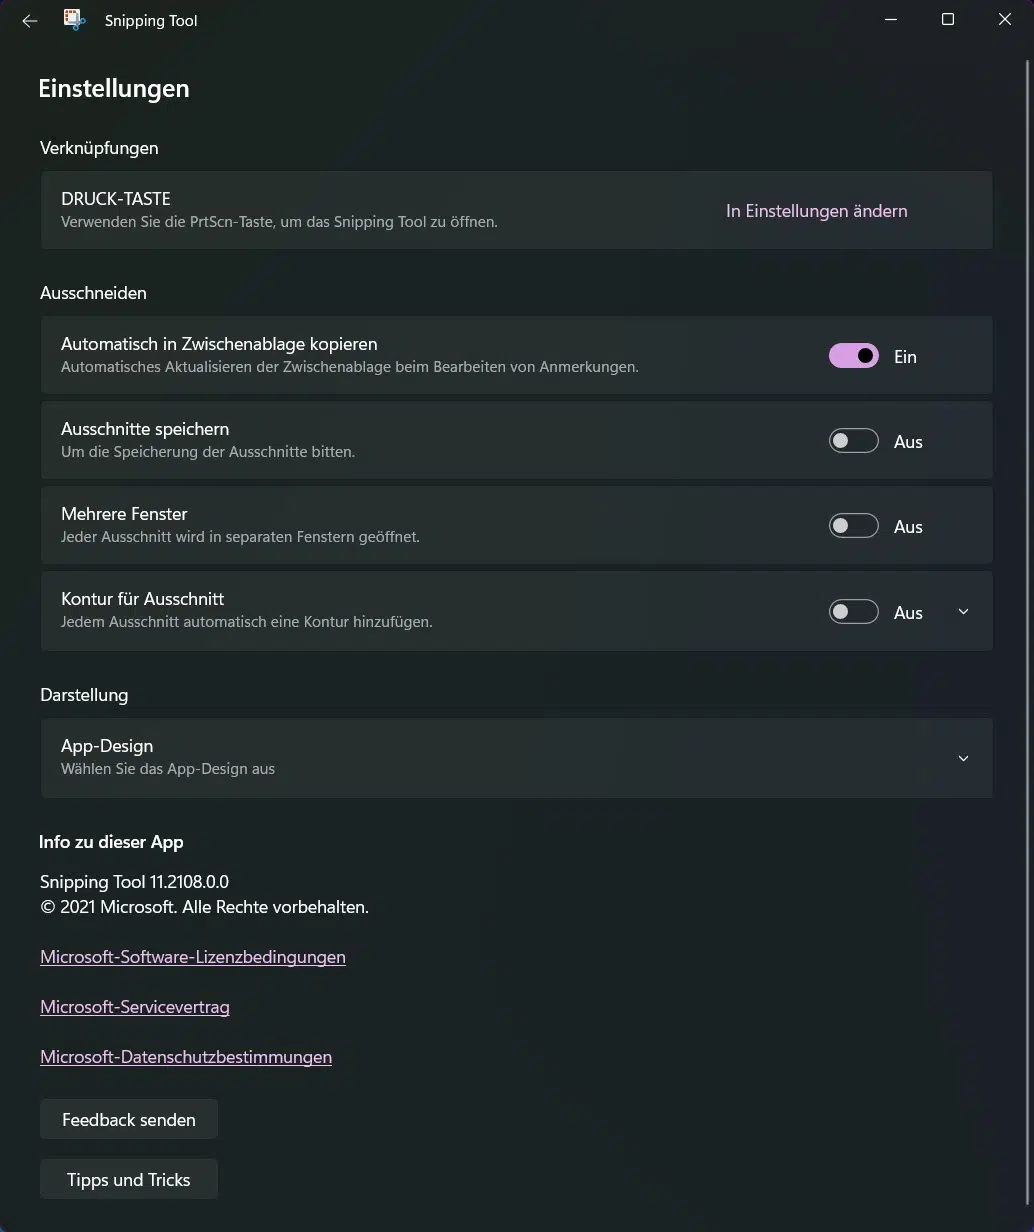 Snipping Tool
Einstellungen
Verknüpfungen
DRUCK-TASTE
Verwenden Sie die PrtScn-Taste, um das Snipping Tool zu öffnen.
In Einstellungen ändern
Ausschneiden
Automatisch in Zwischenablage kopieren
Automatisches Aktualisieren der Zwischenablage beim Bearbeiten von Anmerkungen.
Ein
Ausschnitte speichern
Um die Speicherung der Ausschnitte bitten.
Aus
Mehrere Fenster
Jeder Ausschnitt wird in separaten Fenstern geöffnet.
Aus
Kontur für Ausschnitt
Jedem Ausschnitt automatisch eine Kontur hinzufügen.
Aus
Darstellung
App-Design
Wählen Sie das App-Design aus
Info zu dieser App
Snipping Tool 11.2108.0.0
© 2021 Microsoft. Alle Rechte vorbehalten.
Microsoft-Software-Lizenzbedingungen
Microsoft-Servicevertrag
Microsoft-Datenschutzbestimmungen
Feedback senden
Tipps und Tricks